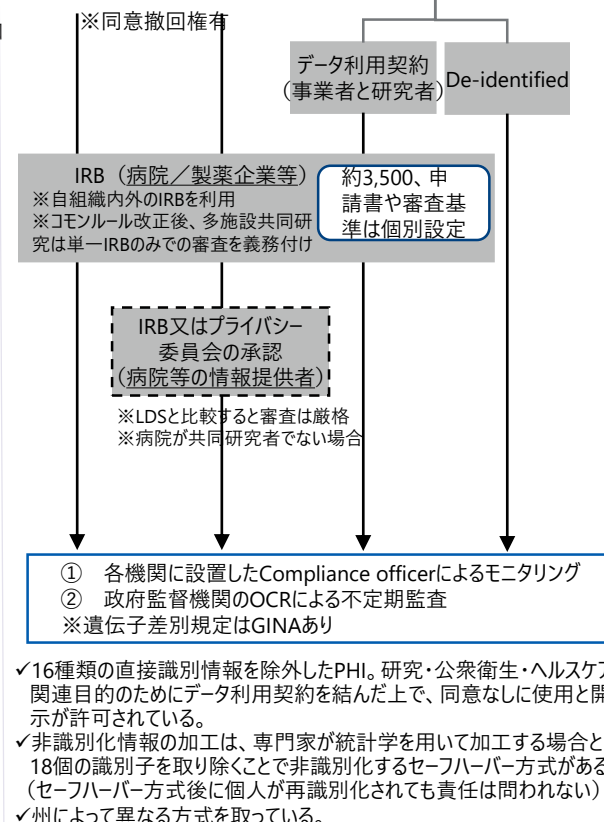 ※同意撤回権有
データ利用契約
（事業者と研究者）
De-identified
IRB（病院／製薬企業等）
※自組織内外のIRBを利用
※コモンルール改正後、多施設共同研
究は単一IRBのみでの審査を義務付け
約3,500、申
請書や審査基
準は個別設定
IRB又はプライバシー
委員会の承認
（病院等の情報提供者）
※LDSと比較すると審査は厳格
※病院が共同研究者でない場合
① 各機関に設置したCompliance officerによるモニタリング
② 政府監督機関のOCRによる不定期監査
※遺伝子差別規定はGINAあり
✓16種類の直接識別情報を除外したPHI。研究・公衆衛生・ヘルスケア
関連目的のためにデータ利用契約を結んだ上で、同意なしに使用と開
示が許可されている。
✓非識別化情報の加工は、専門家が統計学を用いて加工する場合と
18個の識別子を取り除くことで非識別化するセーフハーバー方式がある
（セーフハーバー方式後に個人が再識別化されても責任は問われない）
✓州によって異なる方式を取っている。